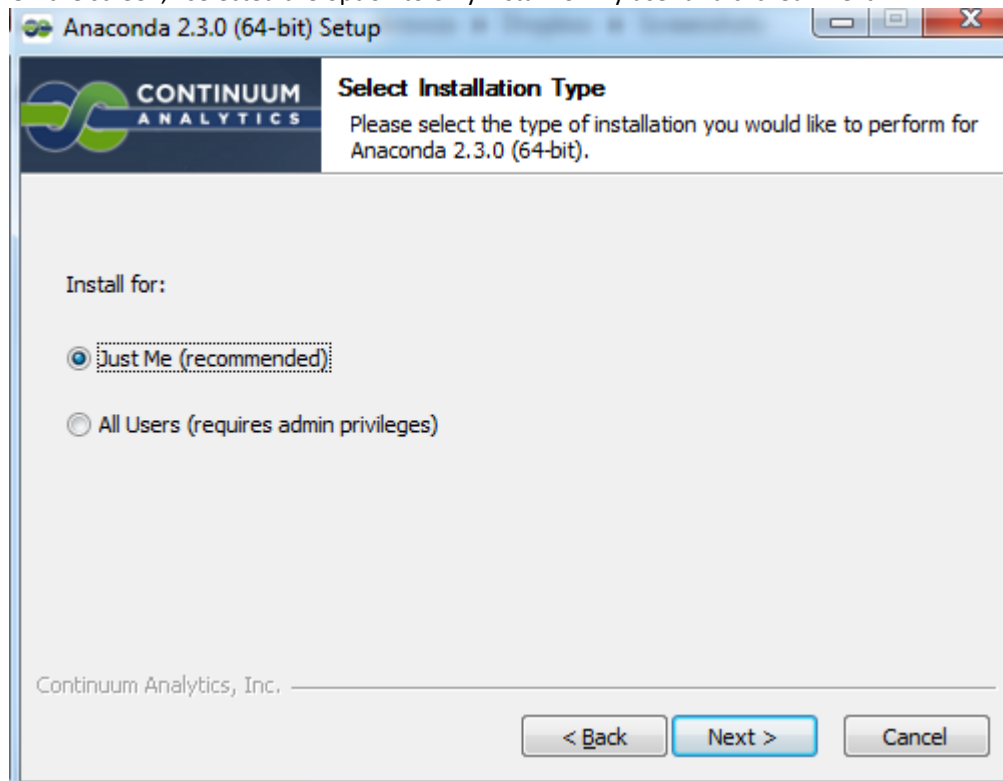 Anaconda 2.3.0 (64-bit) Setup
CONTINUUM
ANALYTICS
Select Installation Type
Please select the type of installation you would like to perform for
Anaconda 2.3.0 (64-bit).
Install for:
Just Me (recommended)
All Users (requires admin privileges)
Continuum Analytics, Inc.
< Back
Next >
Cancel